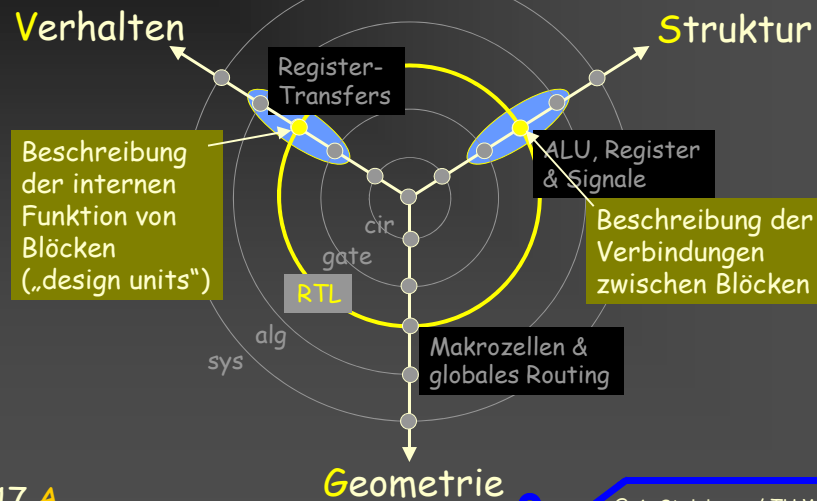 Verhalten
Struktur
Register-
Transfers
Beschreibung
der internen
Funktion von
Blöcken
(„design units“)
ALU, Register
& Signale
Beschreibung der
Verbindungen
zwischen Blöcken
cir
gate
RTL
alg
sys
Makrozellen &
globales Routing
Geometrie
A